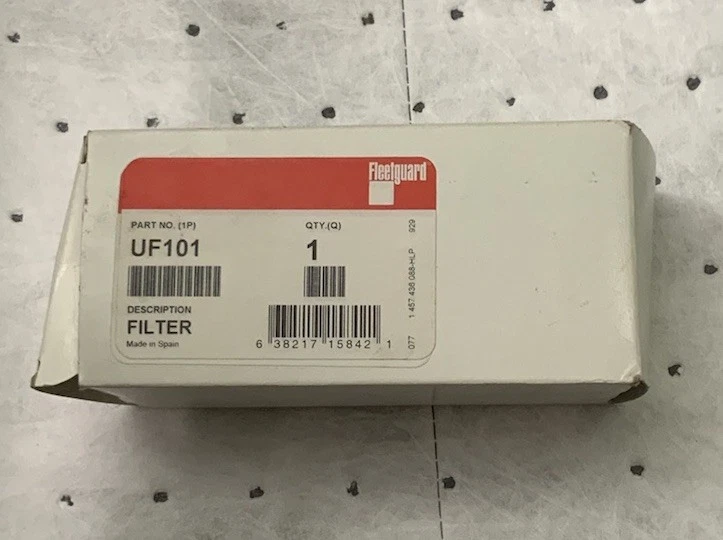 Fleetguard
PART NO. (1P)
QTY.(Q)
UF101
1
DESCRIPTION
FILTER
Made in Spain
6 38217 15842 1
077 1 457 436 088-HLP 929